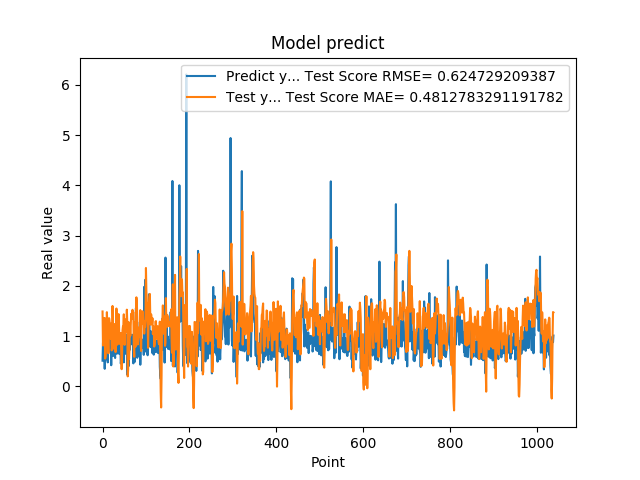 Model predict
Predict y... Test Score RMSE= 0.624729209387
Test y... Test Score MAE= 0.4812783291191782
6
5
4
3
2
1
0
Real value
0 200 400 600 800 1000
Point